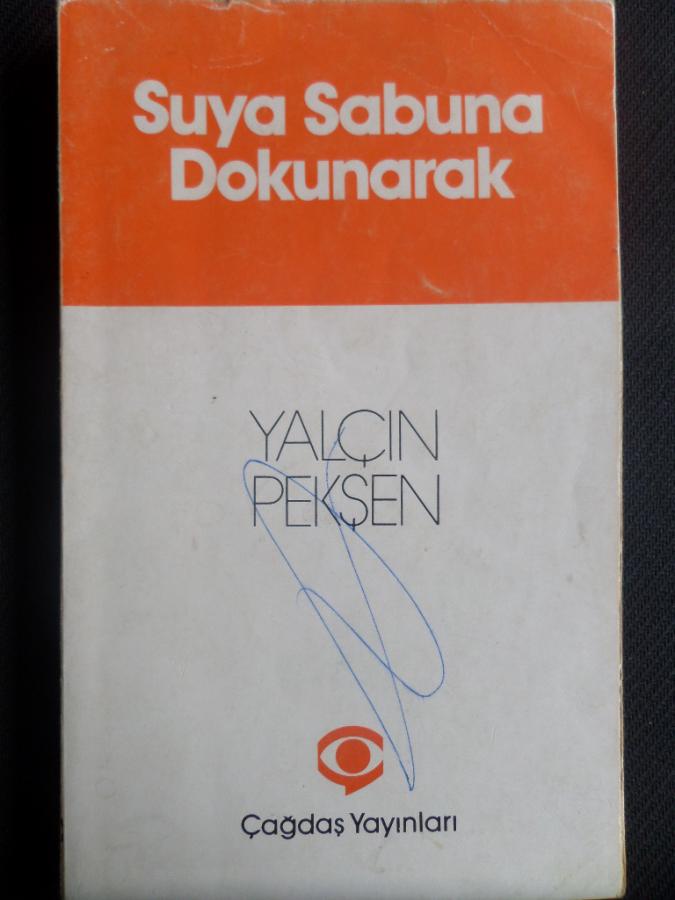 Suya Sabuna
Dokunarak
YALÇIN
PEKŞEN
Çağdaş Yayınları